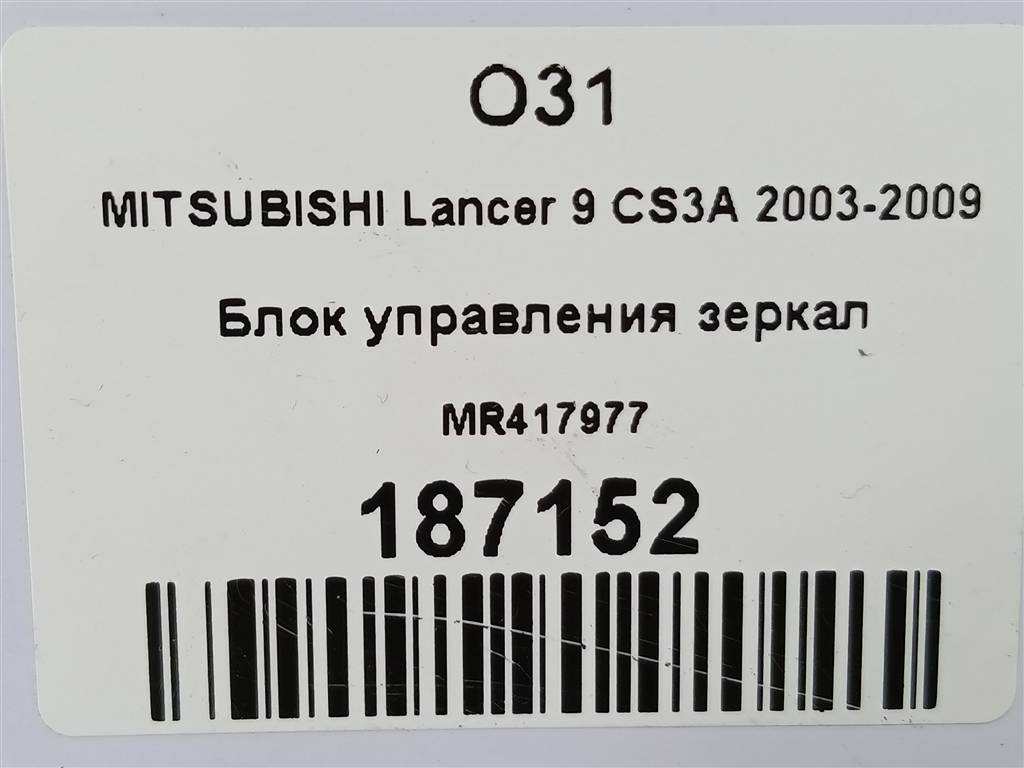 O31
MITSUBISHI Lancer 9 CS3A 2003-2009
Блок управления зеркал
MR417977
187152